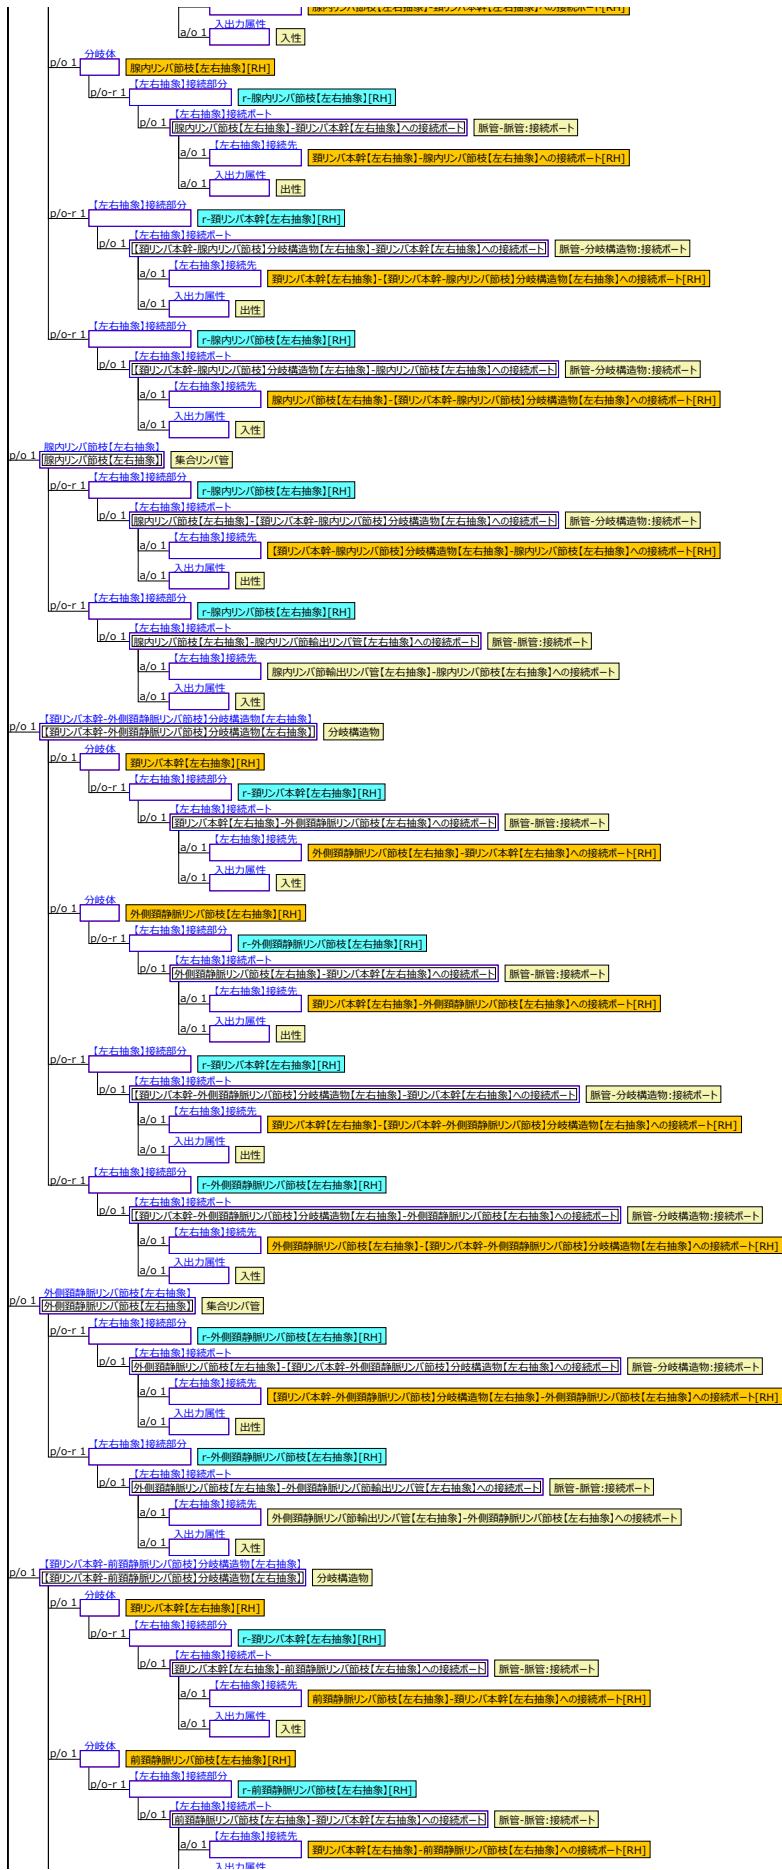 腺内リンパ節枝【左右抽象】-頚リンパ本幹【左右抽象】への接続ポート[RH]
入出力属性
a/o 1 入性
分岐体
p/o 1 腺内リンパ節枝【左右抽象】[RH]
【左右抽象】接続部分
p/o-r 1 r-腺内リンパ節枝【左右抽象】[RH]
【左右抽象】接続ポート
p/o 1 腺内リンパ節枝【左右抽象】-頚リンパ本幹【左右抽象】への接続ポート 脈管-脈管:接続ポート
【左右抽象】接続先
a/o 1 頚リンパ本幹【左右抽象】-腺内リンパ節枝【左右抽象】への接続ポート[RH]
入出力属性
a/o 1 出性
【左右抽象】接続部分
p/o-r 1 r-頚リンパ本幹【左右抽象】[RH]
【左右抽象】接続ポート
p/o 1 【頚リンパ本幹-腺内リンパ節枝】分岐構造物【左右抽象】-頚リンパ本幹【左右抽象】への接続ポート 脈管-分岐構造物:接続ポート
【左右抽象】接続先
a/o 1 頚リンパ本幹【左右抽象】-【頚リンパ本幹-腺内リンパ節枝】分岐構造物【左右抽象】への接続ポート[RH]
入出力属性
a/o 1 出性
【左右抽象】接続部分
p/o-r 1 r-腺内リンパ節枝【左右抽象】[RH]
【左右抽象】接続ポート
p/o 1 【頚リンパ本幹-腺内リンパ節枝】分岐構造物【左右抽象】-腺内リンパ節枝【左右抽象】への接続ポート 脈管-分岐構造物:接続ポート
【左右抽象】接続先
a/o 1 腺内リンパ節枝【左右抽象】-【頚リンパ本幹-腺内リンパ節枝】分岐構造物【左右抽象】への接続ポート[RH]
入出力属性
a/o 1 入性
腺内リンパ節枝【左右抽象】
p/o 1 腺内リンパ節枝【左右抽象】 集合リンパ管
【左右抽象】接続部分
p/o-r 1 r-腺内リンパ節枝【左右抽象】[RH]
【左右抽象】接続ポート
p/o 1 腺内リンパ節枝【左右抽象】-【頚リンパ本幹-腺内リンパ節枝】分岐構造物【左右抽象】への接続ポート 脈管-分岐構造物:接続ポート
【左右抽象】接続先
a/o 1 【頚リンパ本幹-腺内リンパ節枝】分岐構造物【左右抽象】-腺内リンパ節枝【左右抽象】への接続ポート[RH]
入出力属性
a/o 1 出性
【左右抽象】接続部分
p/o-r 1 r-腺内リンパ節枝【左右抽象】[RH]
【左右抽象】接続ポート
p/o 1 腺内リンパ節枝【左右抽象】-腺内リンパ節輸出リンパ管【左右抽象】への接続ポート 脈管-脈管:接続ポート
【左右抽象】接続先
a/o 1 腺内リンパ節輸出リンパ管【左右抽象】-腺内リンパ節枝【左右抽象】への接続ポート
入出力属性
a/o 1 入性
【頚リンパ本幹-外側頚静脈リンパ節枝】分岐構造物【左右抽象】
p/o 1 【頚リンパ本幹-外側頚静脈リンパ節枝】分岐構造物【左右抽象】 分岐構造物
分岐体
p/o 1 頚リンパ本幹【左右抽象】[RH]
【左右抽象】接続部分
p/o-r 1 r-頚リンパ本幹【左右抽象】[RH]
【左右抽象】接続ポート
p/o 1 頚リンパ本幹【左右抽象】-外側頚静脈リンパ節枝【左右抽象】への接続ポート 脈管-脈管:接続ポート
【左右抽象】接続先
a/o 1 外側頚静脈リンパ節枝【左右抽象】-頚リンパ本幹【左右抽象】への接続ポート[RH]
入出力属性
a/o 1 入性
分岐体
p/o 1 外側頚静脈リンパ節枝【左右抽象】[RH]
【左右抽象】接続部分
p/o-r 1 r-外側頚静脈リンパ節枝【左右抽象】[RH]
【左右抽象】接続ポート
p/o 1 外側頚静脈リンパ節枝【左右抽象】-頚リンパ本幹【左右抽象】への接続ポート 脈管-脈管:接続ポート
【左右抽象】接続先
a/o 1 頚リンパ本幹【左右抽象】-外側頚静脈リンパ節枝【左右抽象】への接続ポート[RH]
入出力属性
a/o 1 出性
【左右抽象】接続部分
p/o-r 1 r-頚リンパ本幹【左右抽象】[RH]
【左右抽象】接続ポート
p/o 1 【頚リンパ本幹-外側頚静脈リンパ節枝】分岐構造物【左右抽象】-頚リンパ本幹【左右抽象】への接続ポート 脈管-分岐構造物:接続ポート
【左右抽象】接続先
a/o 1 頚リンパ本幹【左右抽象】-【頚リンパ本幹-外側頚静脈リンパ節枝】分岐構造物【左右抽象】への接続ポート[RH]
入出力属性
a/o 1 出性
【左右抽象】接続部分
p/o-r 1 r-外側頚静脈リンパ節枝【左右抽象】[RH]
【左右抽象】接続ポート
p/o 1 【頚リンパ本幹-外側頚静脈リンパ節枝】分岐構造物【左右抽象】-外側頚静脈リンパ節枝【左右抽象】への接続ポート 脈管-分岐構造物:接続ポート
【左右抽象】接続先
a/o 1 外側頚静脈リンパ節枝【左右抽象】-【頚リンパ本幹-外側頚静脈リンパ節枝】分岐構造物【左右抽象】への接続ポート[RH]
入出力属性
a/o 1 入性
外側頚静脈リンパ節枝【左右抽象】
p/o 1 外側頚静脈リンパ節枝【左右抽象】 集合リンパ管
【左右抽象】接続部分
p/o-r 1 r-外側頚静脈リンパ節枝【左右抽象】[RH]
【左右抽象】接続ポート
p/o 1 外側頚静脈リンパ節枝【左右抽象】-【頚リンパ本幹-外側頚静脈リンパ節枝】分岐構造物【左右抽象】への接続ポート 脈管-分岐構造物:接続ポート
【左右抽象】接続先
a/o 1 【頚リンパ本幹-外側頚静脈リンパ節枝】分岐構造物【左右抽象】-外側頚静脈リンパ節枝【左右抽象】への接続ポート[RH]
入出力属性
a/o 1 出性
【左右抽象】接続部分
p/o-r 1 r-外側頚静脈リンパ節枝【左右抽象】[RH]
【左右抽象】接続ポート
p/o 1 外側頚静脈リンパ節枝【左右抽象】-外側頚静脈リンパ節輸出リンパ管【左右抽象】への接続ポート 脈管-脈管:接続ポート
【左右抽象】接続先
a/o 1 外側頚静脈リンパ節輸出リンパ管【左右抽象】-外側頚静脈リンパ節枝【左右抽象】への接続ポート
入出力属性
a/o 1 入性
【頚リンパ本幹-前頚静脈リンパ節枝】分岐構造物【左右抽象】
p/o 1 【頚リンパ本幹-前頚静脈リンパ節枝】分岐構造物【左右抽象】 分岐構造物
分岐体
p/o 1 頚リンパ本幹【左右抽象】[RH]
【左右抽象】接続部分
p/o-r 1 r-頚リンパ本幹【左右抽象】[RH]
【左右抽象】接続ポート
p/o 1 頚リンパ本幹【左右抽象】-前頚静脈リンパ節枝【左右抽象】への接続ポート 脈管-脈管:接続ポート
【左右抽象】接続先
a/o 1 前頚静脈リンパ節枝【左右抽象】-頚リンパ本幹【左右抽象】への接続ポート[RH]
入出力属性
a/o 1 入性
分岐体
p/o 1 前頚静脈リンパ節枝【左右抽象】[RH]
【左右抽象】接続部分
p/o-r 1 r-前頚静脈リンパ節枝【左右抽象】[RH]
【左右抽象】接続ポート
p/o 1 前頚静脈リンパ節枝【左右抽象】-頚リンパ本幹【左右抽象】への接続ポート 脈管-脈管:接続ポート
【左右抽象】接続先
a/o 1 頚リンパ本幹【左右抽象】-前頚静脈リンパ節枝【左右抽象】への接続ポート[RH]
入出力属性